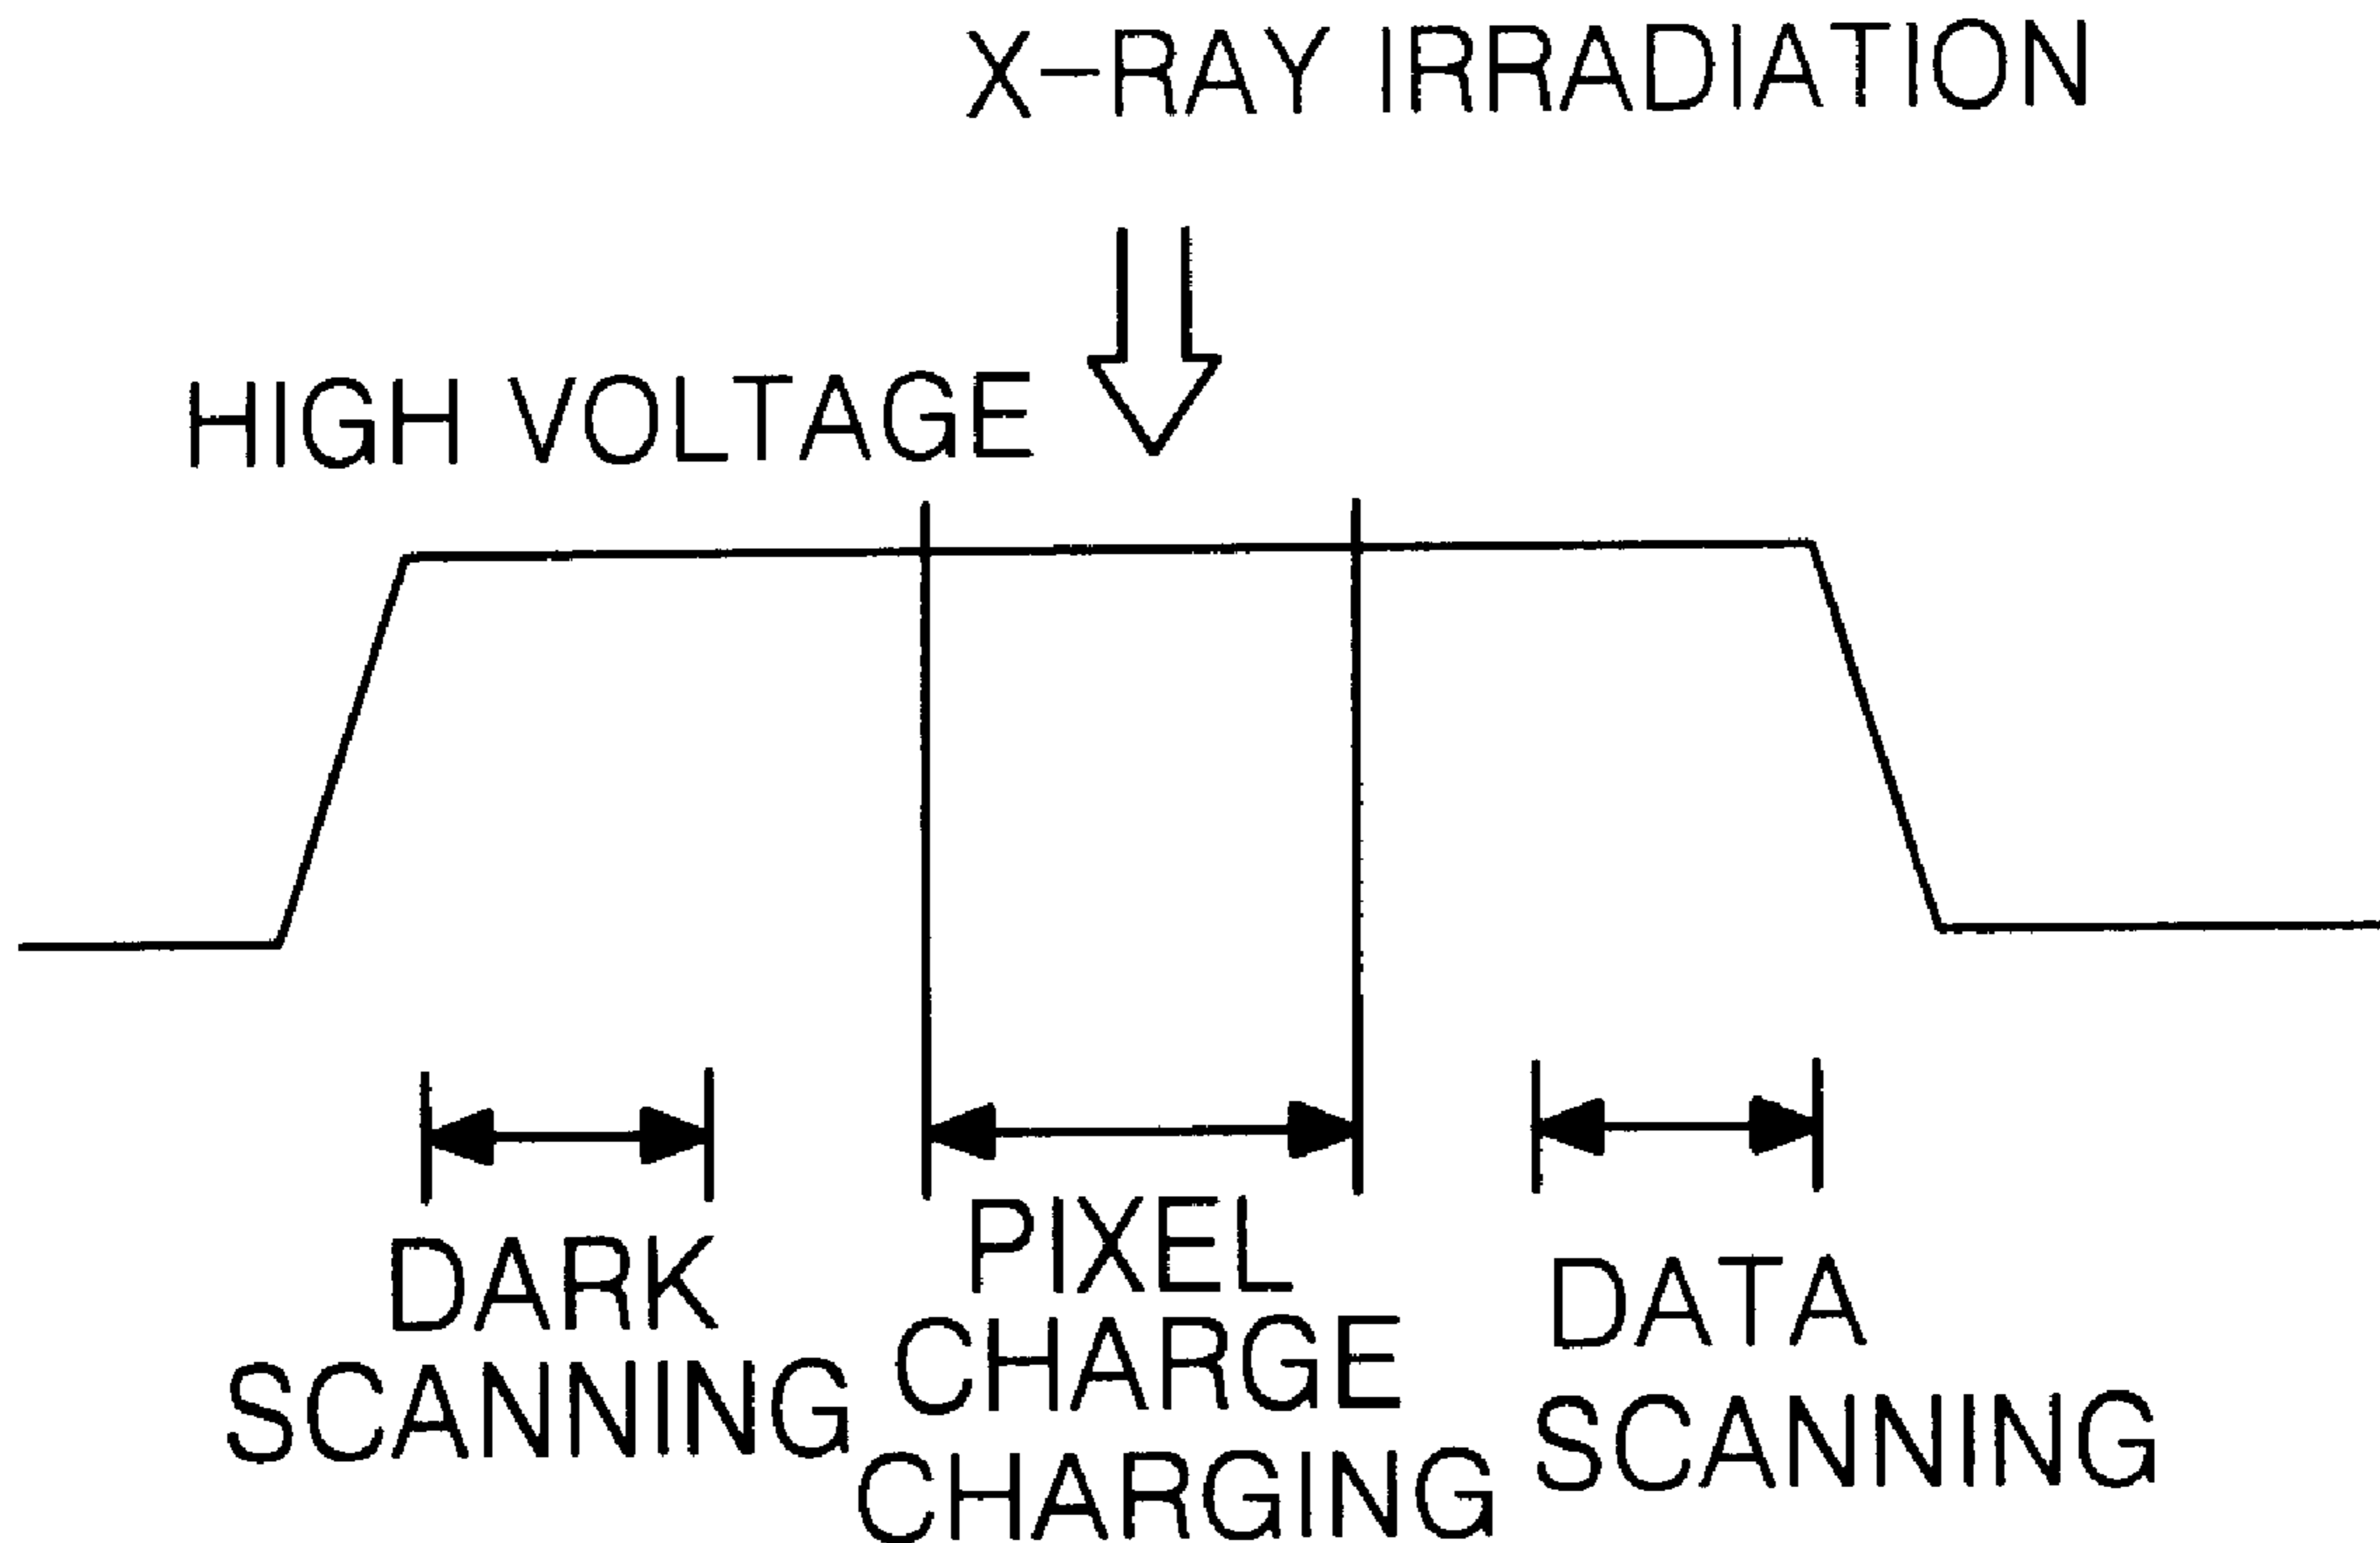 X-RAY IRRADIATION
HIGH VOLTAGE
DARK
SCANNING
PIXEL
CHARGE
CHARGING
DATA
SCANNING